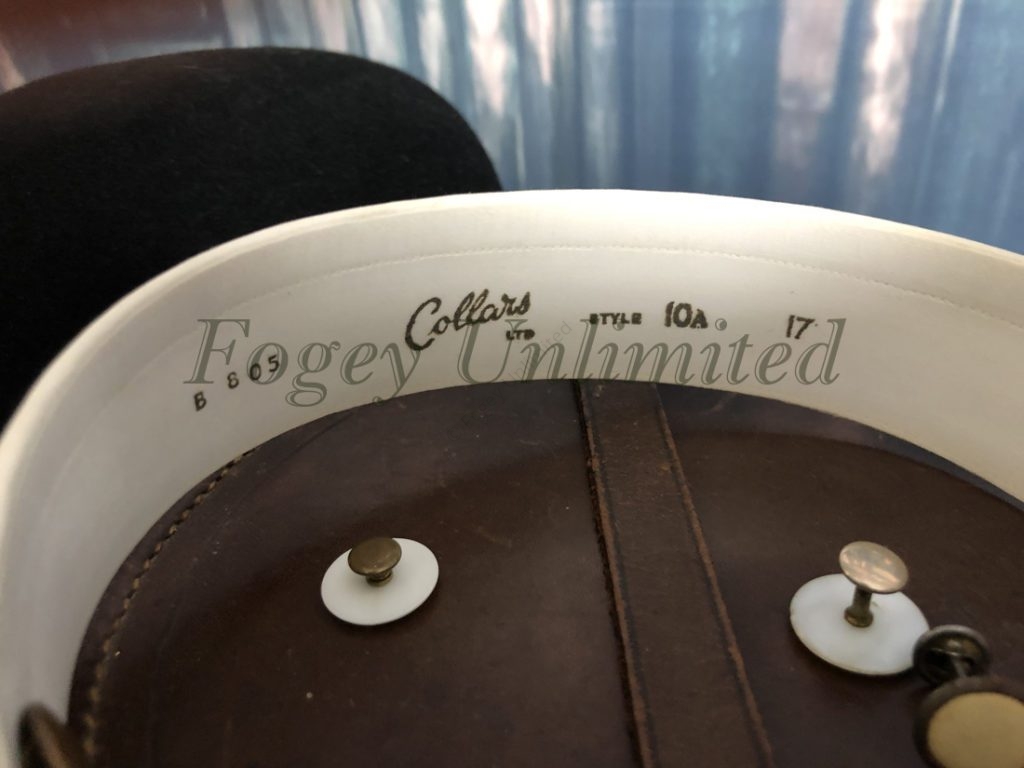 Collars
LTD
STYLE 10A 17
B 805
Fogey Unlimited